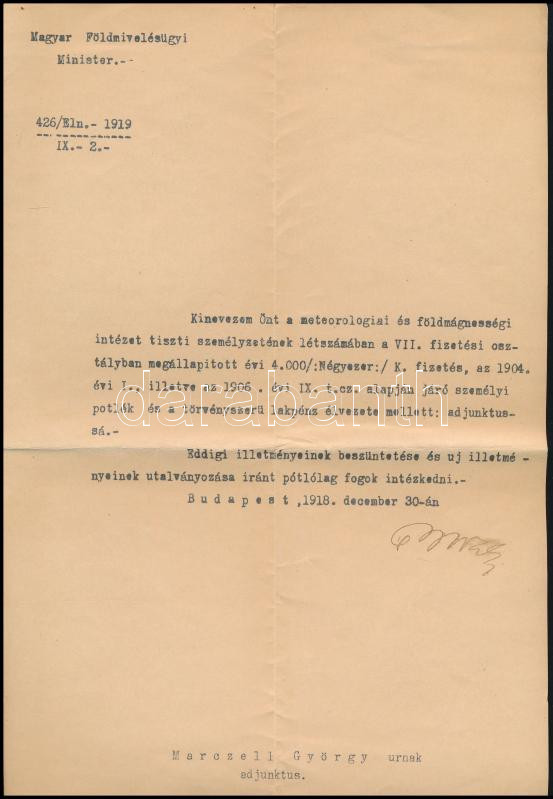 Magyar Földmivelésügyi
Minister.--
426/Eln.- 1919
IX.- 2.-
Kinevezem Önt a meteorologiai és földmágnességi
intézet tiszti személyzetének létszámában a VII. fizetési osz-
tályban megállapitott évi 4.000/:Négyezer:/ K. fizetés, az 1904.
évi I., illetve az 1906. évi IX. t.cz. alapján járó személyi
potlék és a törvényszerü lakpénz élvezete mellett: adjunktus-
sá.-
Eddigi illetményeinek beszüntetése és uj illetmé -
nyeinek utalványozása iránt pótlólag fogok intézkedni.-
Budapest,1918. december 30-án
Marczell György urnak
adjunktus.
darabanth